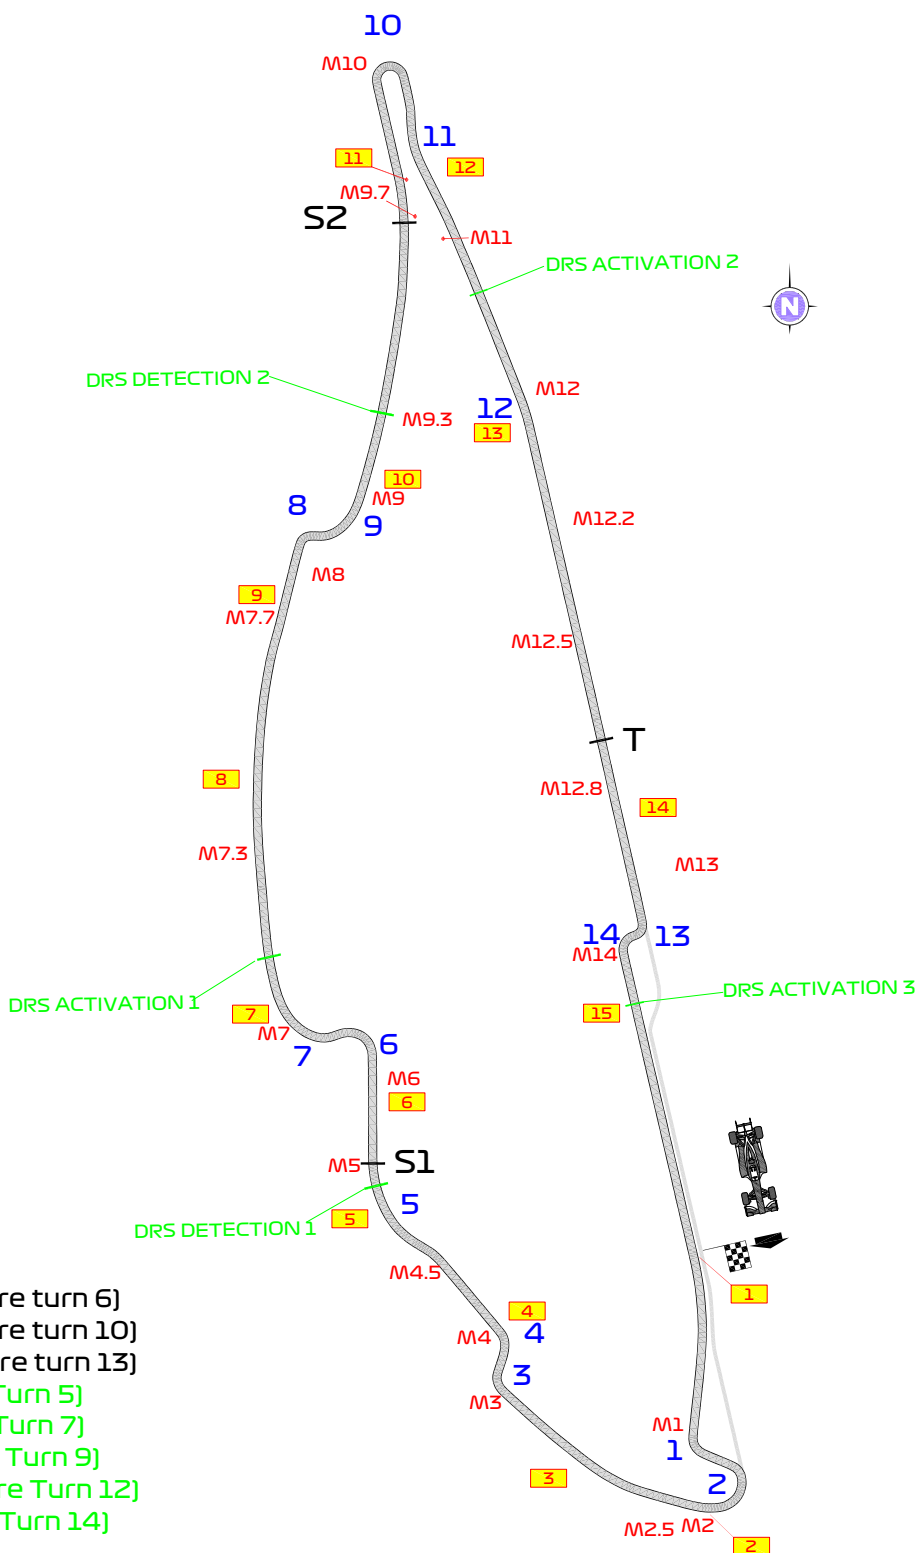 10
M10
11
11
12
M9.7
S2
M11
DRS ACTIVATION 2
N
DRS DETECTION 2
M12
12
13
M9.3
10
M9
8
9
M12.2
M8
9
M7.7
M12.5
T
8
M12.8
14
M7.3
M13
14
13
M14
DRS ACTIVATION 3
DRS ACTIVATION 1
7
15
M7
7
6
M6
6
M5
S1
5
5
DRS DETECTION 1
M4.5
1
4
4
M4
3
M3
M1
1
3
2
M2.5
M2
2
re turn 6)
re turn 10)
re turn 13)
Turn 5)
Turn 7)
Turn 9)
re Turn 12)
Turn 14)